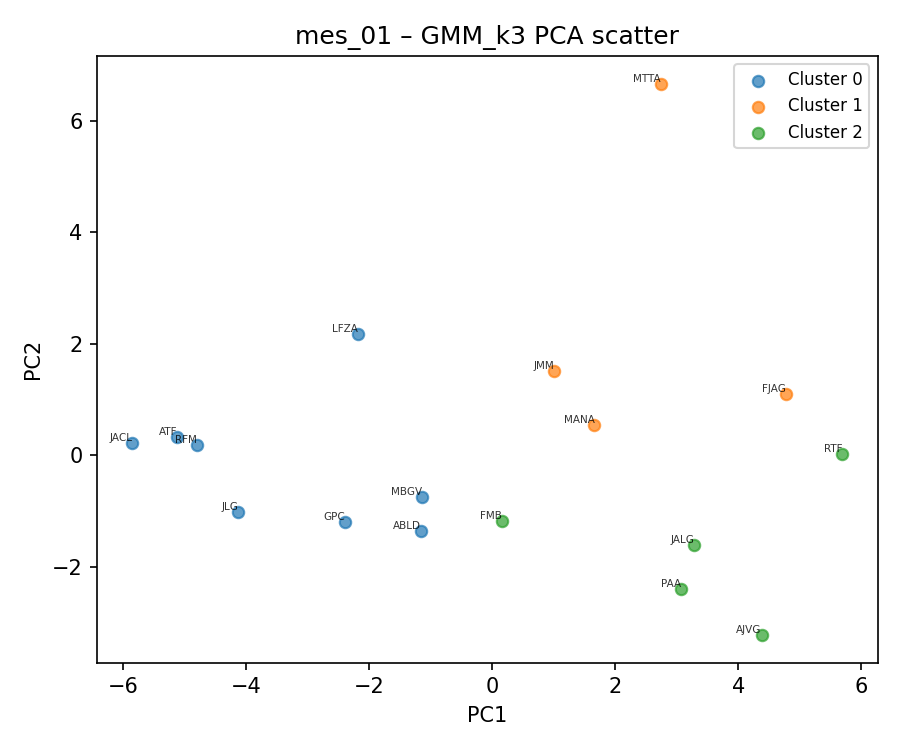 mes_01 – GMM_k3 PCA scatter
Cluster 0
Cluster 1
Cluster 2
MTTA
LFZA
JMM
FJAG
MANA
JACL
ATF
RFM
RTF
JLG
MBGV
GPC
ABLD
FMB
JALG
PAA
AJVG
6
4
2
0
−2
PC2
−6
−4
−2
0
2
4
6
PC1